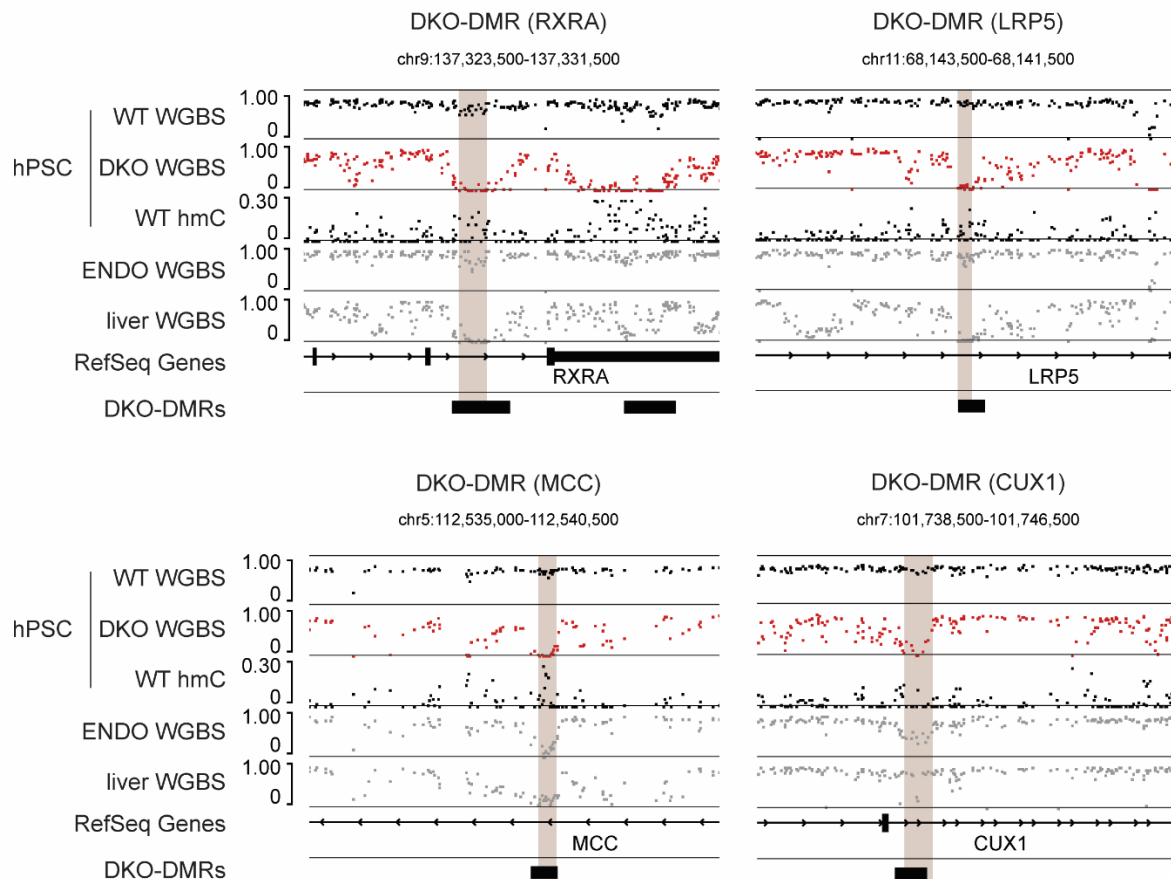 DKO-DMR (RXRA)
chr9:137,323,500-137,331,500
DKO-DMR (LRP5)
chr11:68,143,500-68,141,500
hPSC
WT WGBS
1.00
0
DKO WGBS
1.00
0
WT hmC
0.30
0
ENDO WGBS
1.00
0
liver WGBS
1.00
0
RefSeq Genes
RXRA
LRP5
DKO-DMRs
DKO-DMR (MCC)
chr5:112,535,000-112,540,500
DKO-DMR (CUX1)
chr7:101,738,500-101,746,500
hPSC
WT WGBS
1.00
0
DKO WGBS
1.00
0
WT hmC
0.30
0
ENDO WGBS
1.00
0
liver WGBS
1.00
0
RefSeq Genes
MCC
CUX1
DKO-DMRs